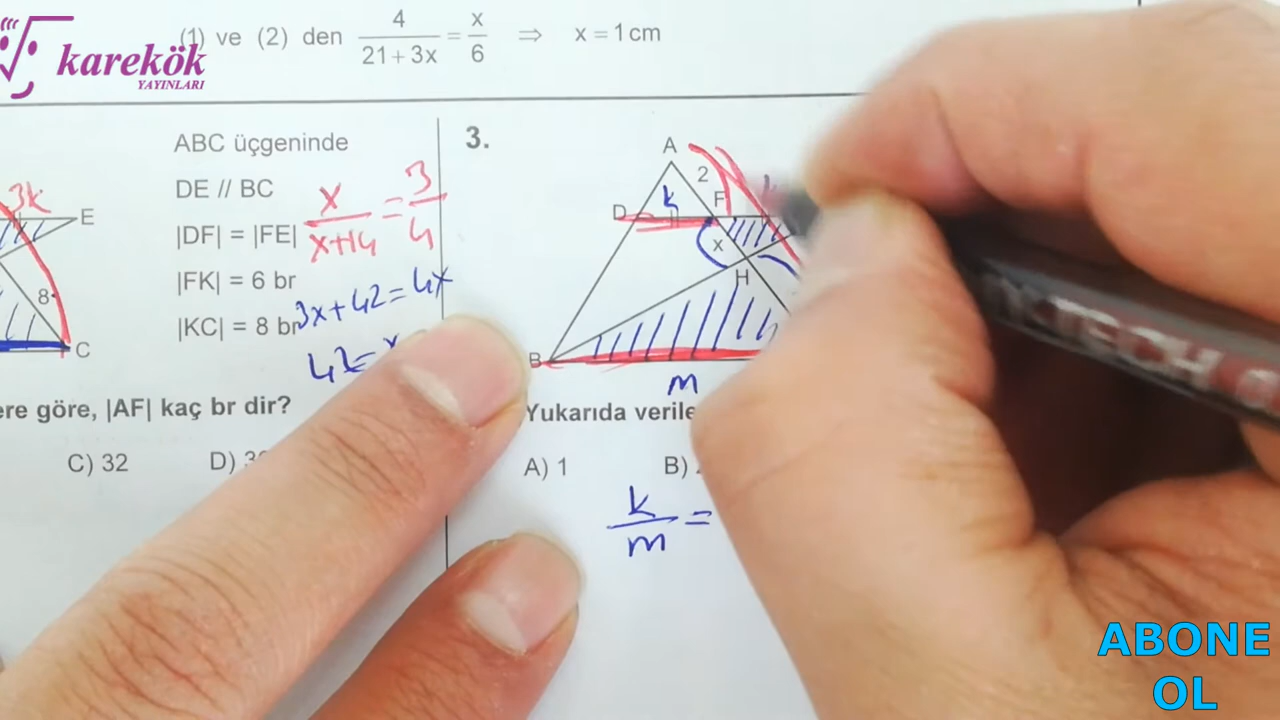 karekök
YAYINLARI
(1) ve (2) den 4/(21+3x) = x/6 ⇒ x = 1 cm
3k
E
8
C
ABC üçgeninde
DE // BC
|DF| = |FE|
|FK| = 6 br
|KC| = 8 br
x/(x+14) = 3/4
3x+42=4x
42=
ere göre, |AF| kaç br dir?
C) 32
D)
3.
A
2
k
D
F
x
H
B
m
Yukarıda verile
A) 1
B)
k/m =
TECH
ABONE
OL